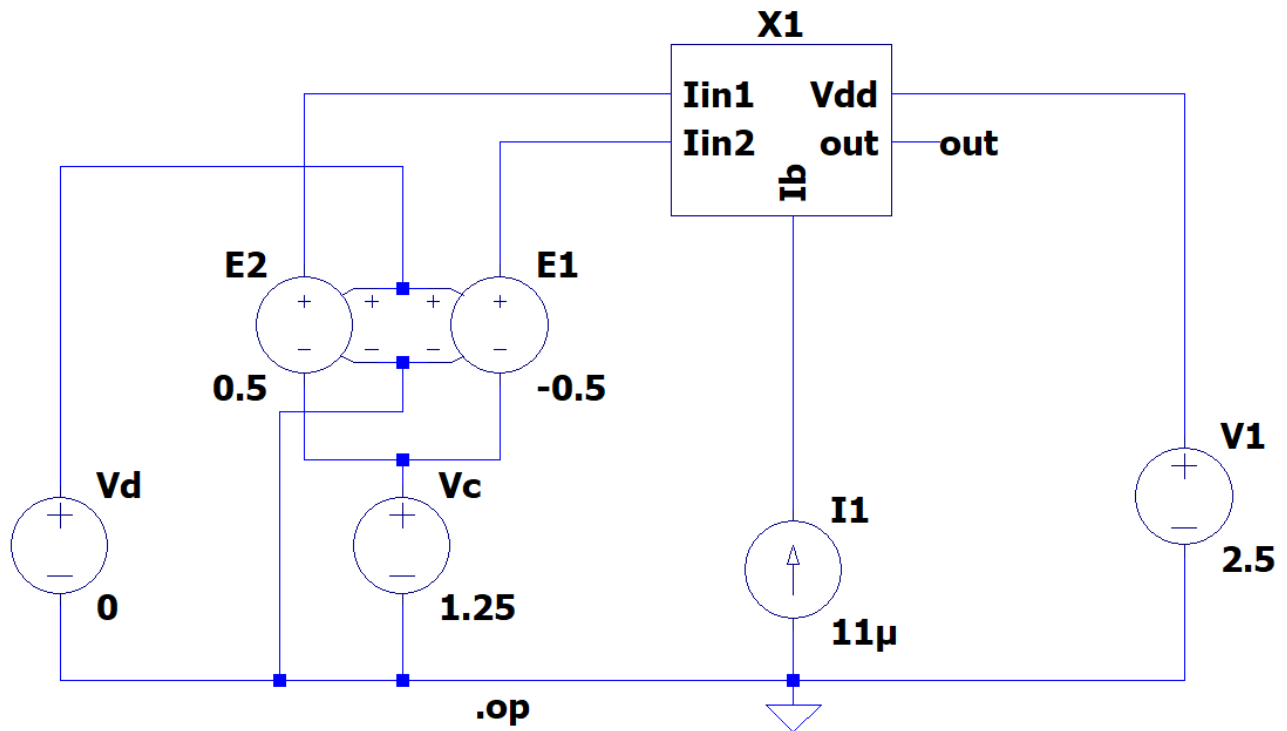 X1
Iin1 Vdd
Iin2 out out
Ib
E2 E1
+ + + +
− − − −
0.5 -0.5
Vd Vc V1
+ + +
I1
− − −
0 1.25 2.5
11µ
.op